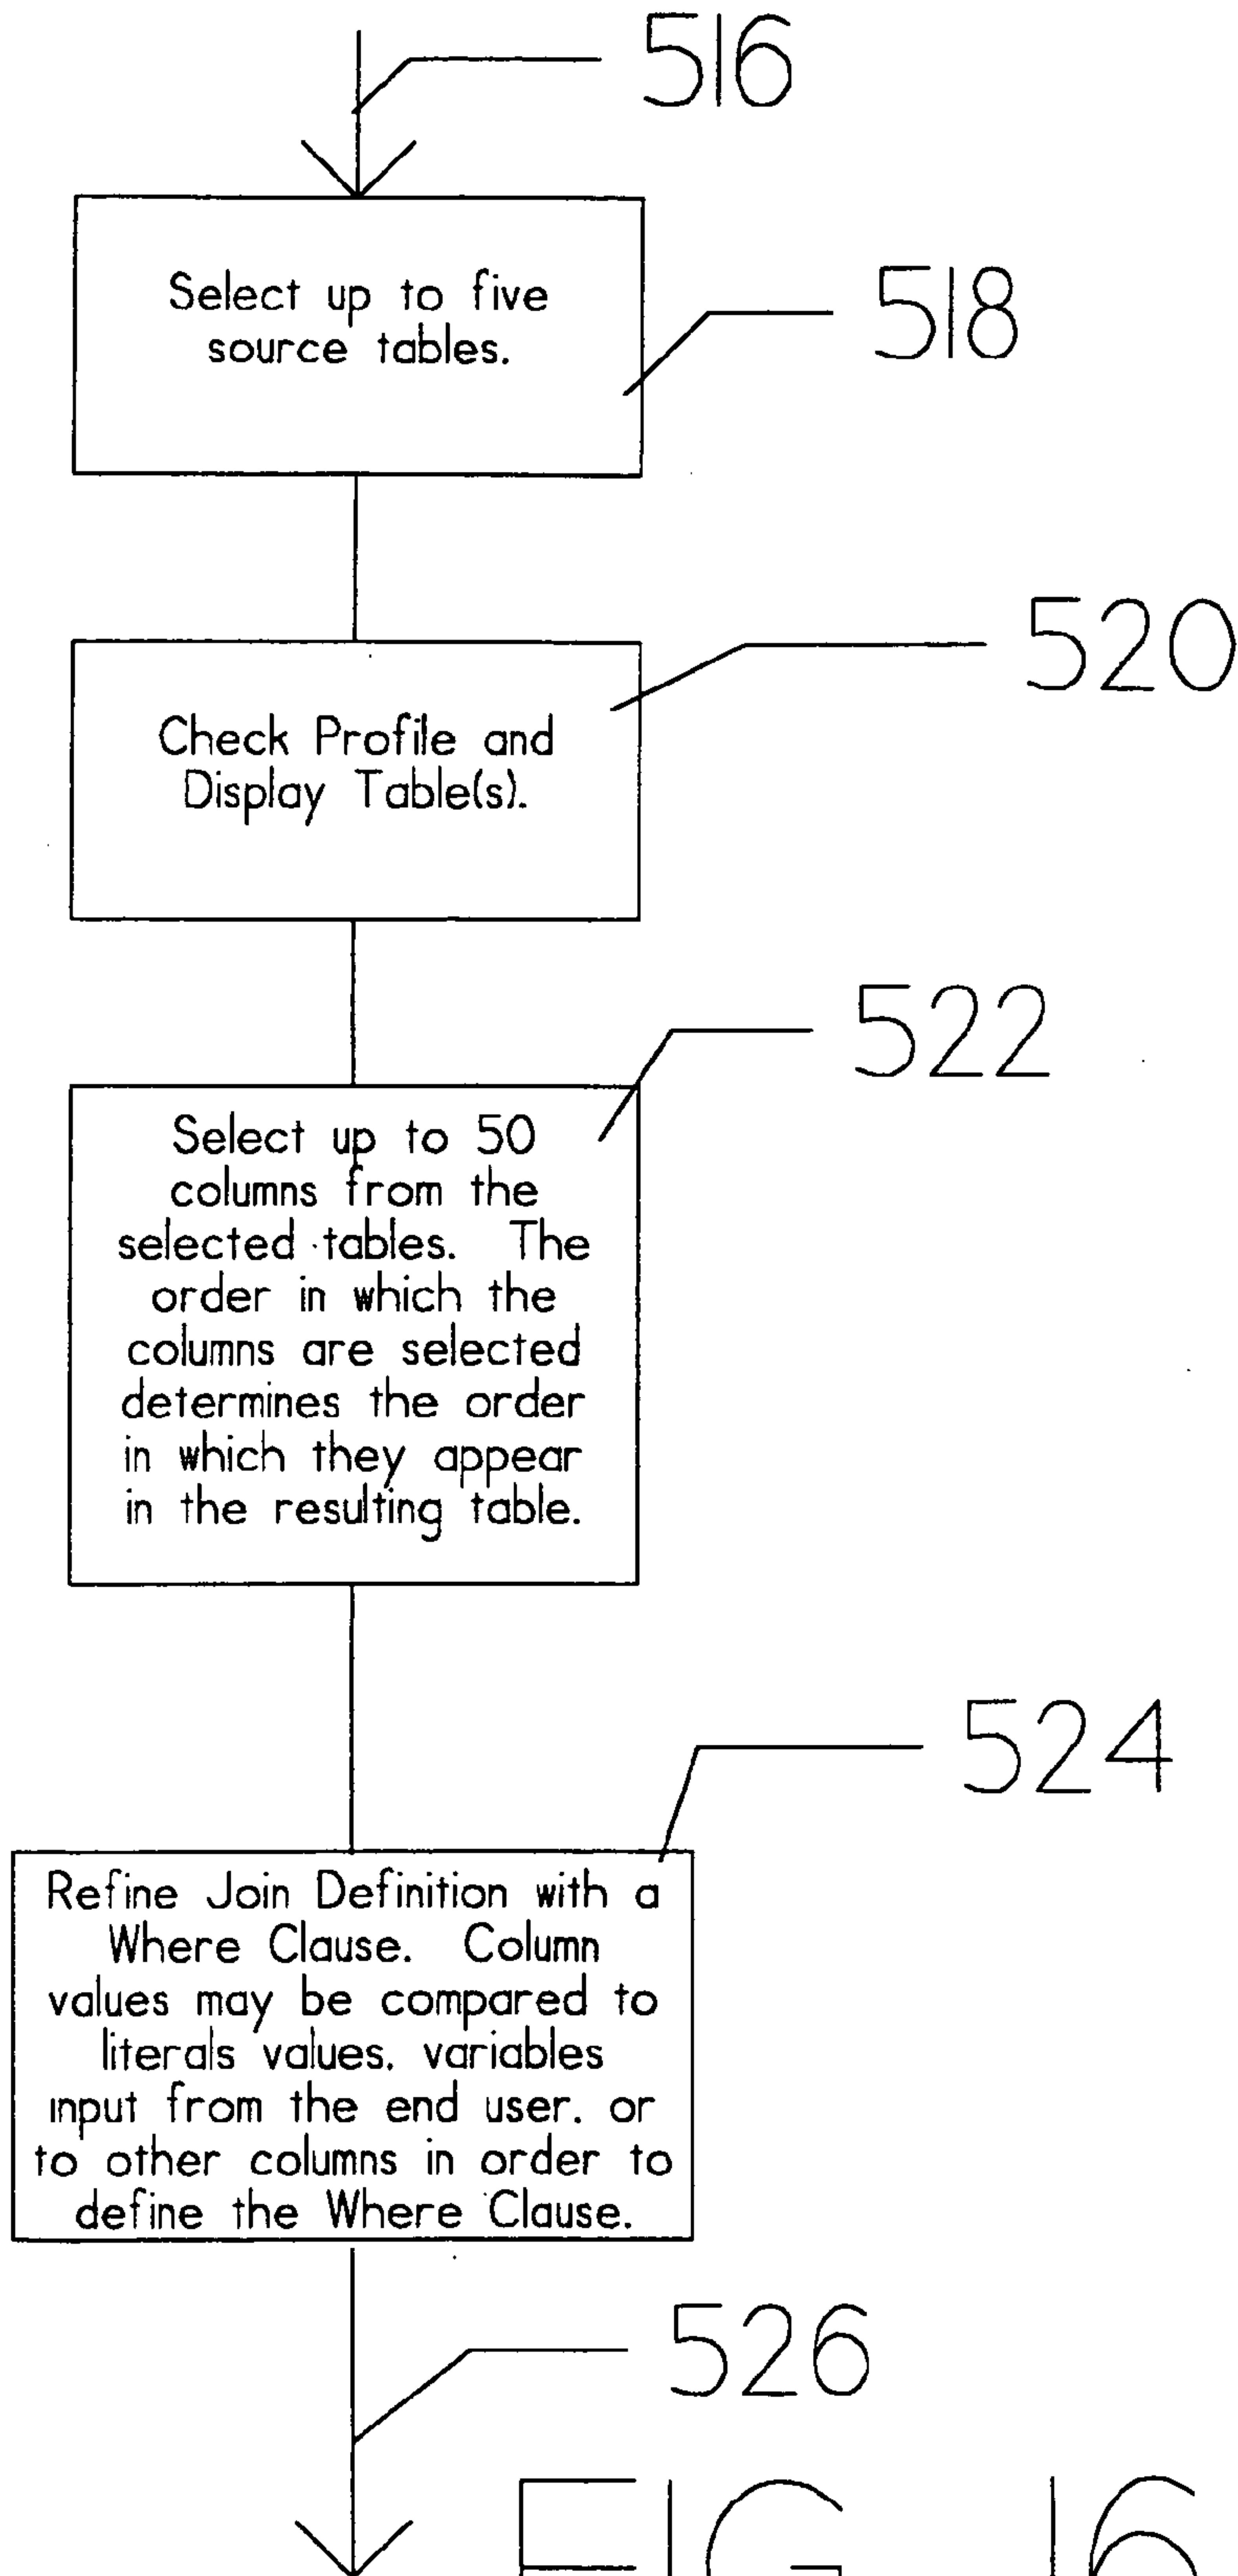 516
Select up to five
source tables.
518
520
Check Profile and
Display Table(s).
522
Select up to 50
columns from the
selected tables. The
order in which the
columns are selected
determines the order
in which they appear
in the resulting table.
524
Refine Join Definition with a
Where Clause. Column
values may be compared to
literals values, variables
input from the end user, or
to other columns in order to
define the Where Clause.
526
FIG. 16